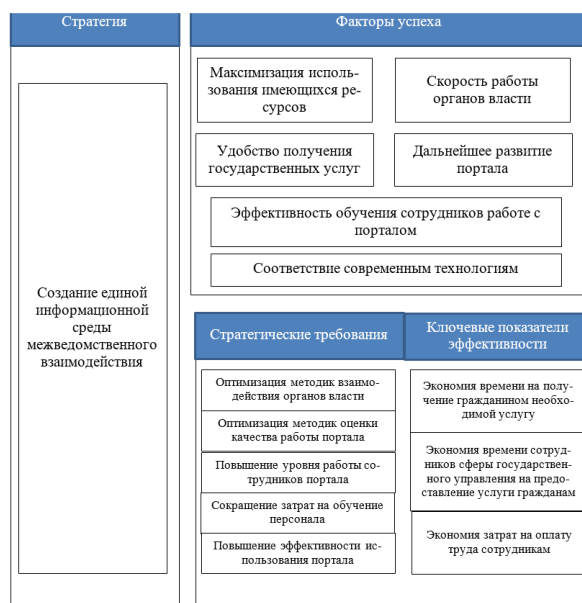 Стратегия
Факторы успеха
Создание единой
информационной
среды
межведомственного
взаимодействия
Максимизация исполь-
зования имеющихся ре-
сурсов
Скорость работы
органов власти
Удобство получения
государственных услуг
Дальнейшее развитие
портала
Эффективность обучения сотрудников работе с
порталом
Соответствие современным технологиям
Стратегические требования
Ключевые показатели
эффективности
Оптимизация методик взаимо-
действия органов власти
Оптимизация методик оценки
качества работы портала
Повышение уровня работы со-
трудников портала
Сокращение затрат на обучение
персонала
Повышение эффективности ис-
пользования портала
Экономия времени на полу-
чение гражданином необхо-
димой услугу
Экономия времени сотруд-
ников сферы государствен-
ного управления на предо-
ставление услуги гражданам
Экономия затрат на оплату
труда сотрудникам